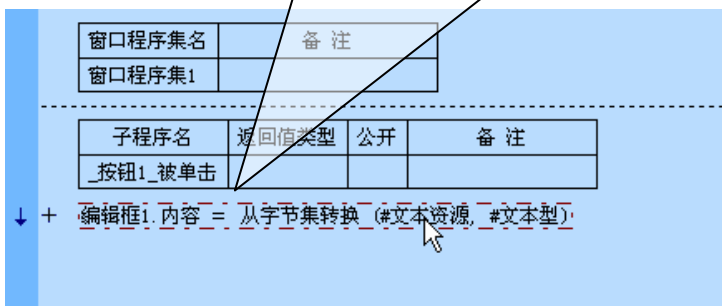 窗口程序集名 备 注
窗口程序集1
子程序名 返回值类型 公开 备 注
_按钮1_被单击
编辑框1.内容 = 从字节集转换 (#文本资源, #文本型)